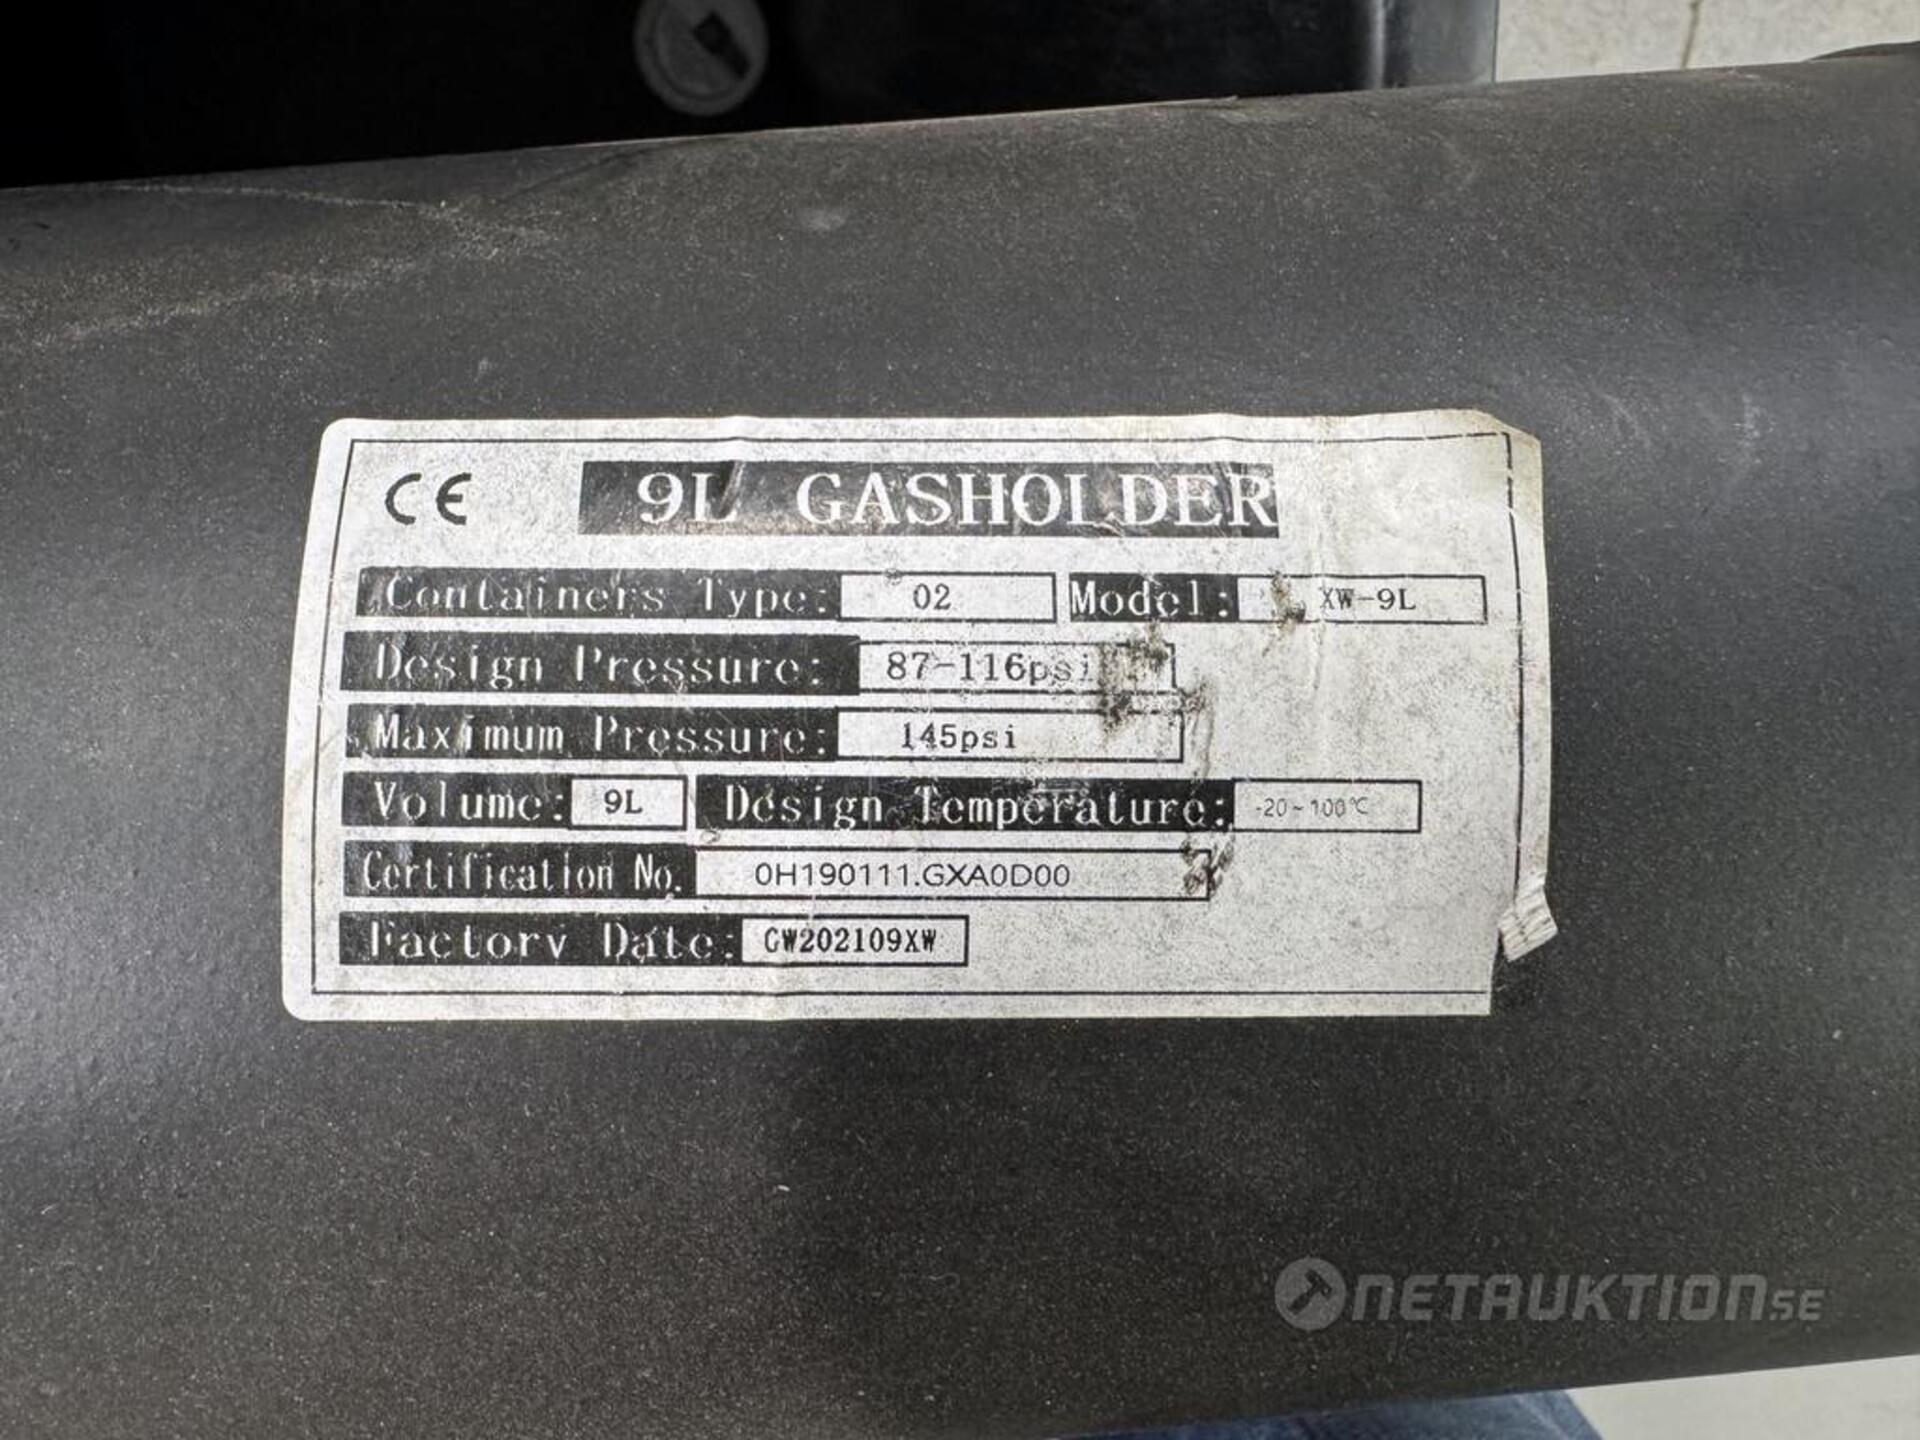 CE 9L GASHOLDER
Containers Type: 02 Model: XW-9L
Design Pressure: 87-116psi
Maximum Pressure: 145psi
Volume: 9L Design Temperature: -20~100℃
Certification No. 0H190111.GXA0D00
Factory Date: GW202109XW
NETAUKTION.SE